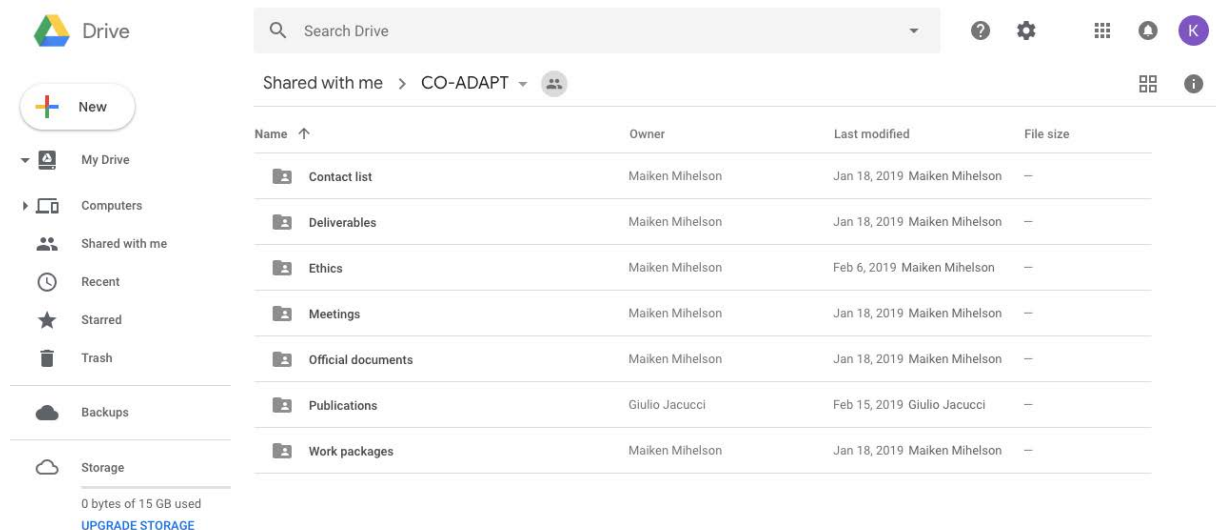 Drive
Search Drive
K
Shared with me > CO-ADAPT
New
My Drive
Computers
Shared with me
Recent
Starred
Trash
Backups
Storage
0 bytes of 15 GB used
UPGRADE STORAGE
Name Owner Last modified File size
Contact list Maiken Mihelson Jan 18, 2019 Maiken Mihelson —
Deliverables Maiken Mihelson Jan 18, 2019 Maiken Mihelson —
Ethics Maiken Mihelson Feb 6, 2019 Maiken Mihelson —
Meetings Maiken Mihelson Jan 18, 2019 Maiken Mihelson —
Official documents Maiken Mihelson Jan 18, 2019 Maiken Mihelson —
Publications Giulio Jacucci Feb 15, 2019 Giulio Jacucci —
Work packages Maiken Mihelson Jan 18, 2019 Maiken Mihelson —